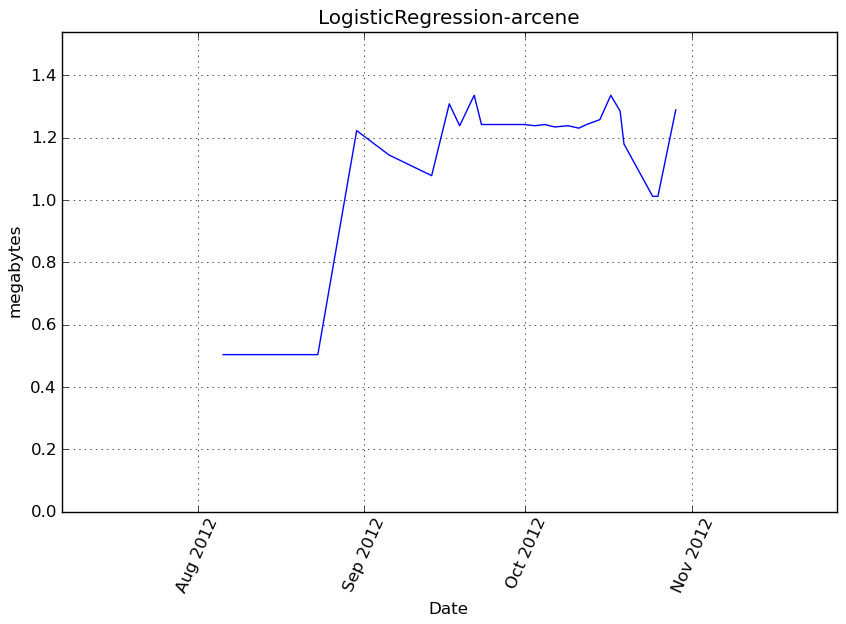 LogisticRegression-arcene
1.4
1.2
1.0
0.8
0.6
0.4
0.2
0.0
megabytes
Aug 2012
Sep 2012
Oct 2012
Nov 2012
Date